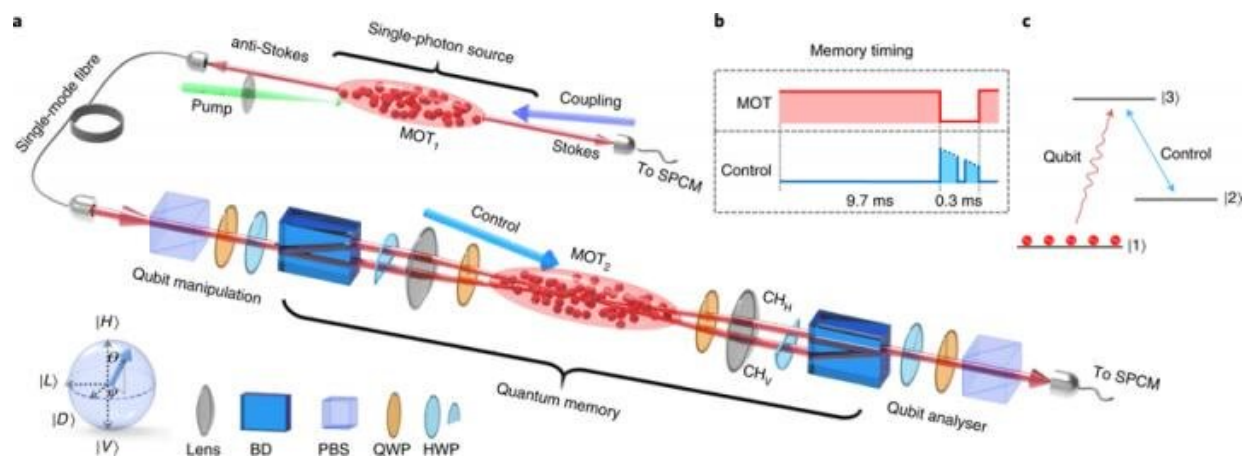 a
Single-mode fibre
anti-Stokes
Single-photon source
Pump
MOT1
Coupling
Stokes
To SPCM
Control
MOT2
Qubit manipulation
CHH
CHV
Quantum memory
Qubit analyser
To SPCM
|H⟩
Θ
|L⟩
φ
|D⟩
|V⟩
Lens
BD
PBS
QWP
HWP
b
Memory timing
MOT
Control
9.7 ms
0.3 ms
c
|3⟩
Qubit
Control
|2⟩
|1⟩